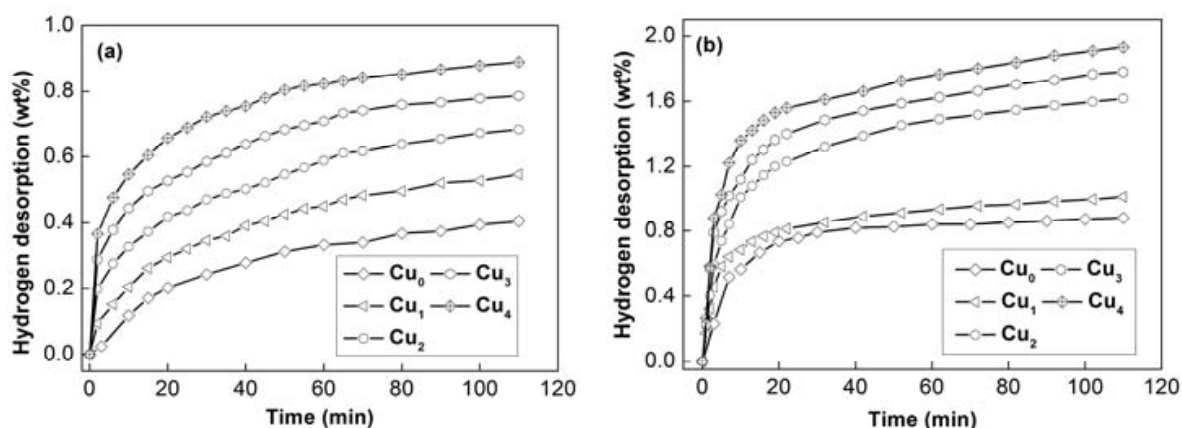 (a)
Hydrogen desorption (wt%)
1.0
0.8
0.6
0.4
0.2
0.0
Cu₀ Cu₃
Cu₁ Cu₄
Cu₂
0 20 40 60 80 100 120
Time (min)
(b)
Hydrogen desorption (wt%)
2.0
1.6
1.2
0.8
0.4
0.0
Cu₀ Cu₃
Cu₁ Cu₄
Cu₂
0 20 40 60 80 100 120
Time (min)